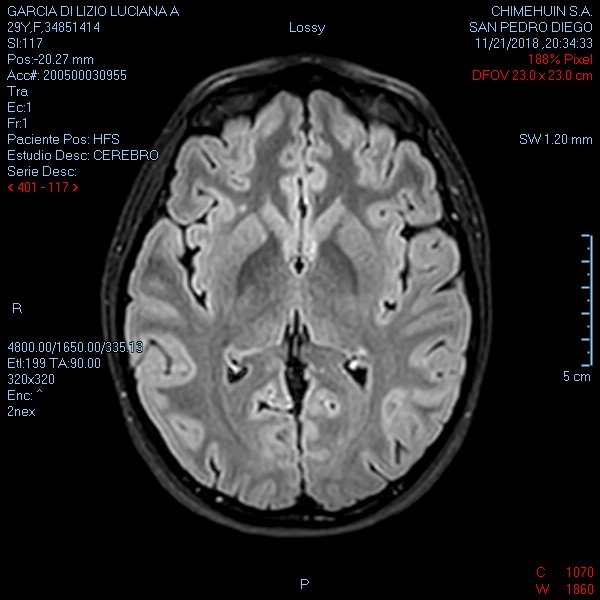 GARCIA DI LIZIO LUCIANA A
29Y,F,34851414
Sl:117
Pos:-20.27 mm
Acc#: 200500030955
Tra
Ec:1
Fr:1
Paciente Pos: HFS
Estudio Desc: CEREBRO
Serie Desc:
< 401 - 117 >
Lossy
CHIMEHUIN S.A.
SAN PEDRO DIEGO
11/21/2018 ,20:34:33
188% Pixel
DFOV 23.0 x 23.0 cm
SW 1.20 mm
R
4800.00/1650.00/335.13
Etl:199 TA:90.00
320x320
Enc: ^
2nex
5 cm
P
C 1070
W 1860